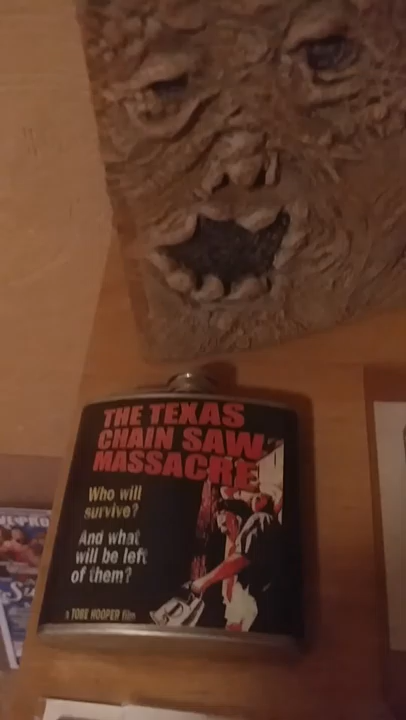 THE TEXAS
CHAIN SAW
MASSACRE
Who will
survive?
And what
will be left
of them?
a TOBE HOOPER film